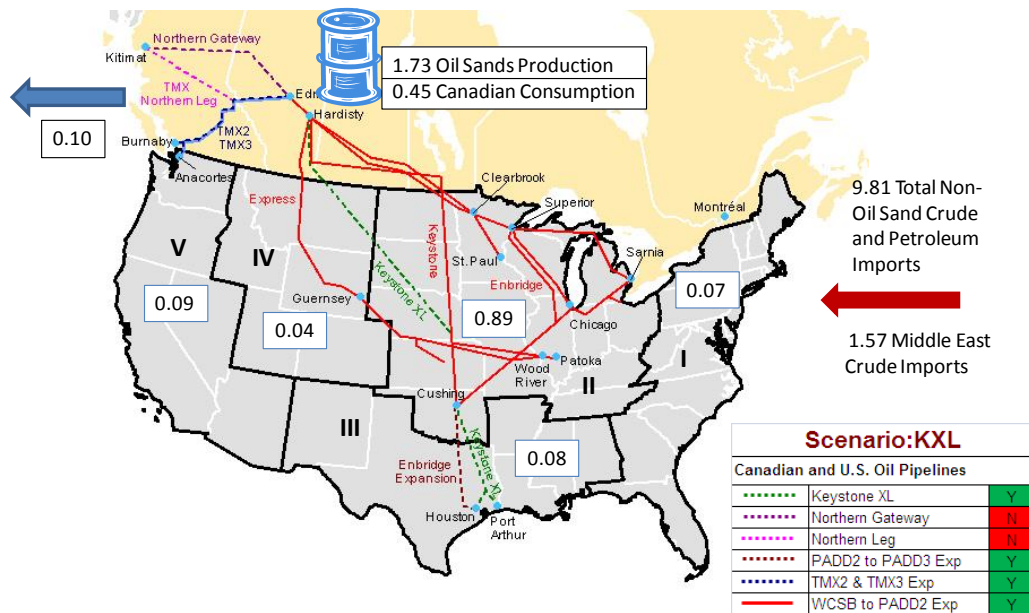 Northern Gateway
Kitimat
1.73 Oil Sands Production
0.45 Canadian Consumption
TMX
Northern Leg
Edm
Hardisty
0.10
Burnaby
TMX2
TMX3
Anacortes
Clearbrook
Superior
Montréal
9.81 Total Non-
Oil Sand Crude
and Petroleum
Imports
Express
Keystone
St.Paul
Sarnia
V
IV
Keystone XL
Enbridge
0.07
0.09
Guernsey
0.89
Chicago
0.04
1.57 Middle East
Crude Imports
Wood
River
Patoka
I
II
Cushing
III
Keystone XL
0.08
Enbridge
Expansion
Houston
Port
Arthur
Scenario:KXL
Canadian and U.S. Oil Pipelines
Keystone XL Y
Northern Gateway N
Northern Leg N
PADD2 to PADD3 Exp Y
TMX2 & TMX3 Exp Y
WCSB to PADD2 Exp Y